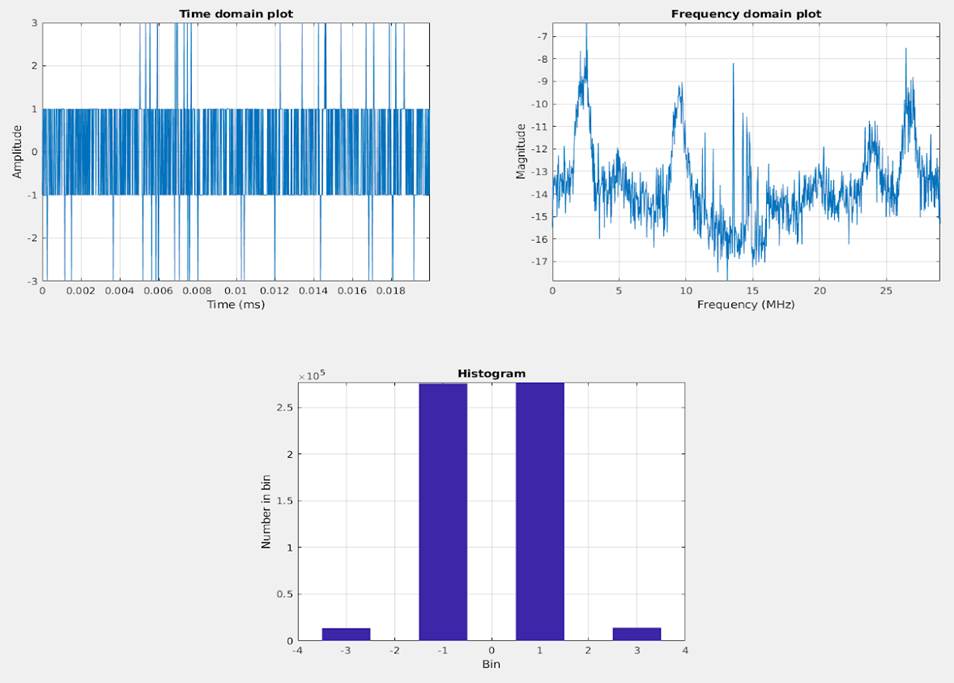 Time domain plot
3
2
1
0
-1
-2
-3
Amplitude
0 0.002 0.004 0.006 0.008 0.01 0.012 0.014 0.016 0.018
Time (ms)
Frequency domain plot
-7
-8
-9
-10
-11
-12
-13
-14
-15
-16
-17
Magnitude
0 5 10 15 20 25
Frequency (MHz)
Histogram
×10⁵
2.5
2
1.5
1
0.5
0
Number in bin
-4 -3 -2 -1 0 1 2 3 4
Bin